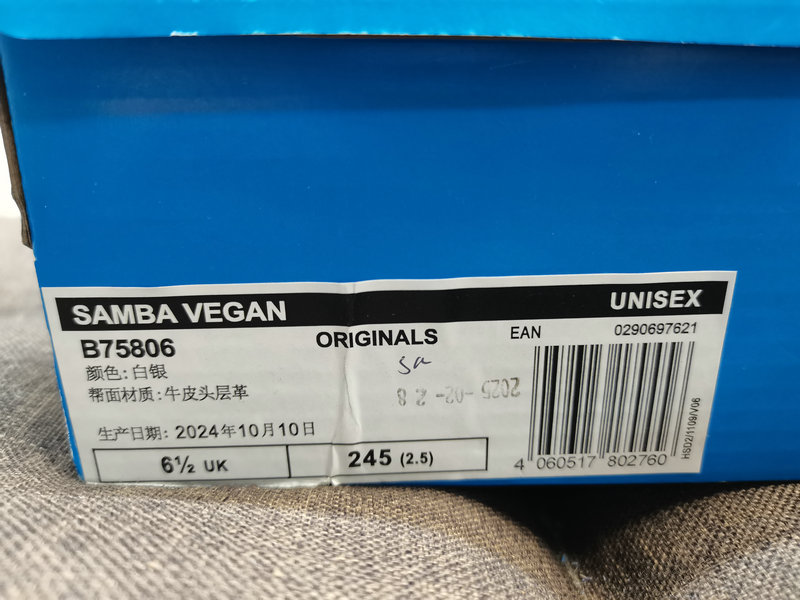 SAMBA VEGAN UNISEX
B75806 ORIGINALS EAN 0290697621
颜色:白银
帮面材质:牛皮头层革
2025-02-28
生产日期: 2024年10月10日
6½ UK 245 (2.5)
4 060517 802760
HSD2/1109/V06